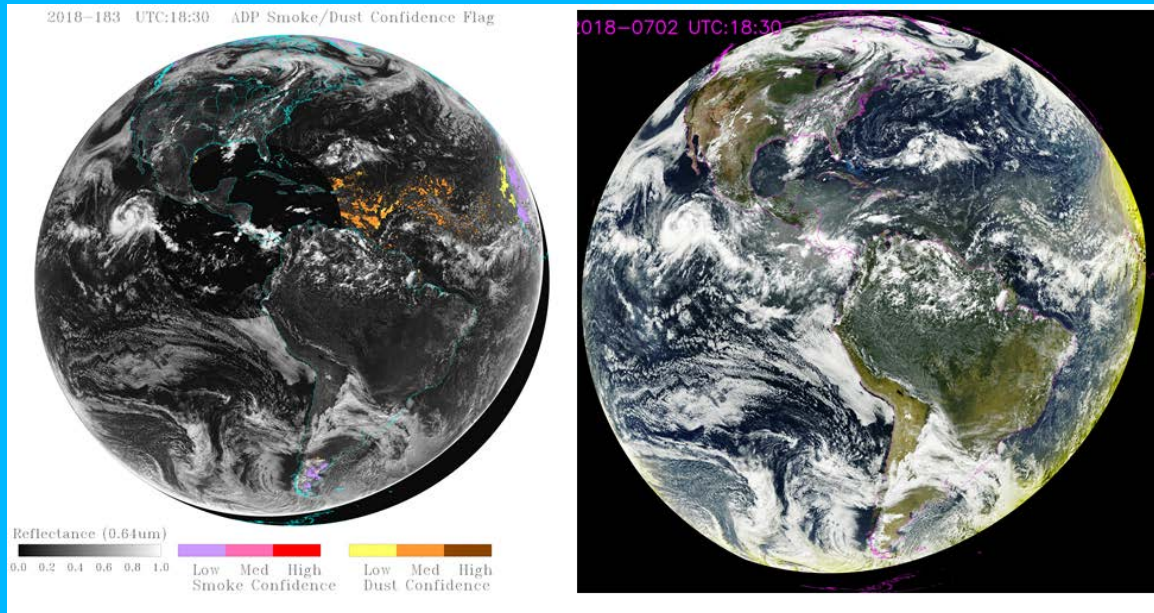 2018-183 UTC:18:30 ADP Smoke/Dust Confidence Flag
2018-0702 UTC:18:30
Reflectance (0.64um)
0.0 0.2 0.4 0.6 0.8 1.0
Low Med High
Smoke Confidence
Low Med High
Dust Confidence